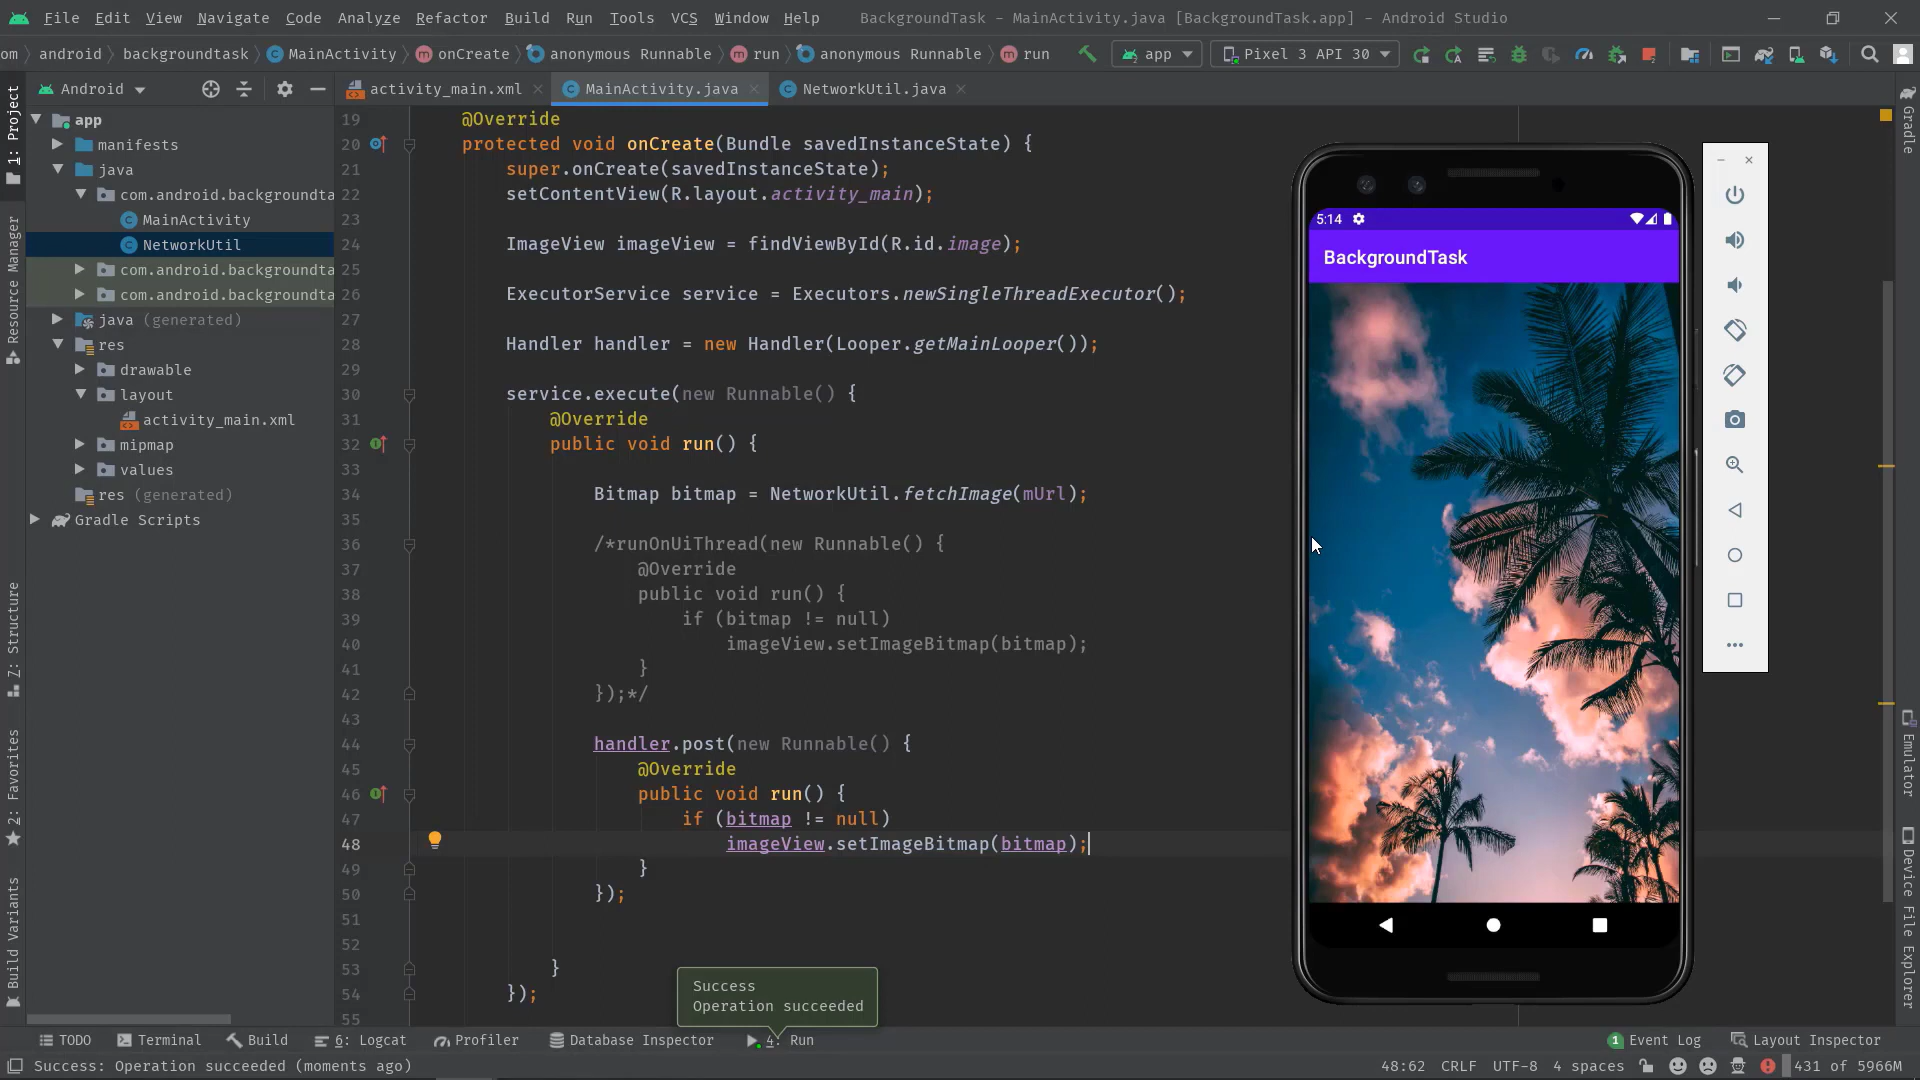 File Edit View Navigate Code Analyze Refactor Build Run Tools VCS Window Help BackgroundTask - MainActivity.java [BackgroundTask.app] - Android Studio
om android backgroundtask MainActivity onCreate anonymous Runnable run anonymous Runnable run app Pixel 3 API 30
Android activity_main.xml MainActivity.java NetworkUtil.java
1: Project
Resource Manager
Z: Structure
2: Favorites
Build Variants
app
manifests
java
com.android.backgroundta
MainActivity
NetworkUtil
com.android.backgroundta
com.android.backgroundta
java (generated)
res
drawable
layout
activity_main.xml
mipmap
values
res (generated)
Gradle Scripts
19 @Override
20 protected void onCreate(Bundle savedInstanceState) {
21 super.onCreate(savedInstanceState);
22 setContentView(R.layout.activity_main);
23
24 ImageView imageView = findViewById(R.id.image);
25
26 ExecutorService service = Executors.newSingleThreadExecutor();
27
28 Handler handler = new Handler(Looper.getMainLooper());
29
30 service.execute(new Runnable() {
31 @Override
32 public void run() {
33
34 Bitmap bitmap = NetworkUtil.fetchImage(mUrl);
35
36 /*runOnUiThread(new Runnable() {
37 @Override
38 public void run() {
39 if (bitmap != null)
40 imageView.setImageBitmap(bitmap);
41 }
42 });*/
43
44 handler.post(new Runnable() {
45 @Override
46 public void run() {
47 if (bitmap != null)
48 imageView.setImageBitmap(bitmap);
49 }
50 });
51
52
53 }
54 });
55
5:14
BackgroundTask
Gradle
Emulator
Device File Explorer
Success
Operation succeeded
TODO Terminal Build 6: Logcat Profiler Database Inspector 4: Run 1 Event Log Layout Inspector
Success: Operation succeeded (moments ago) 48:62 CRLF UTF-8 4 spaces 431 of 5966M